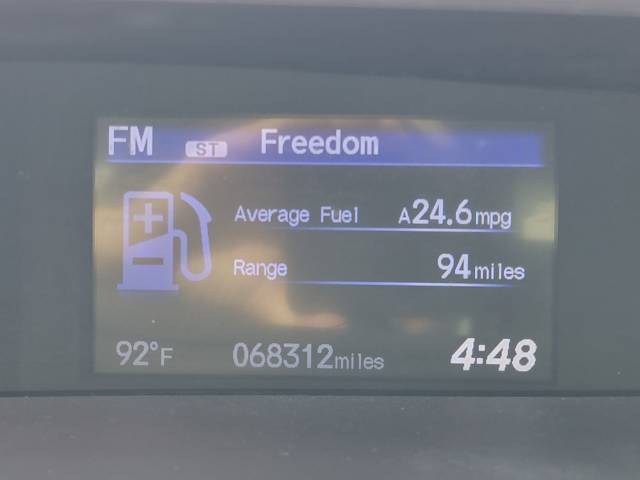 FM ST Freedom
Average Fuel A24.6mpg
Range 94miles
92°F 068312miles 4:48